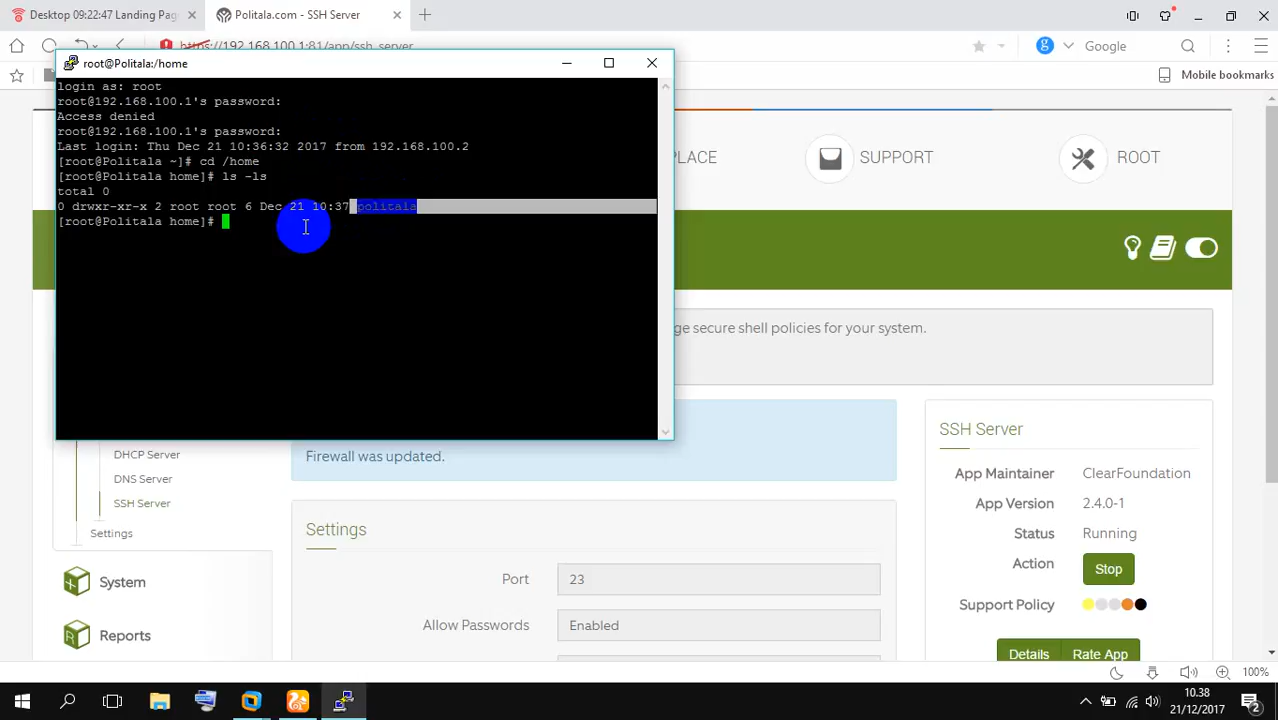 Desktop 09:22:47 Landing Pag
Politala.com - SSH Server
https://192.168.100.1:81/app/ssh_server
Google
Mobile bookmarks
root@Politala:/home
login as: root
root@192.168.100.1's password:
Access denied
root@192.168.100.1's password:
Last login: Thu Dec 21 10:36:32 2017 from 192.168.100.2
[root@Politala ~]# cd /home
[root@Politala home]# ls -ls
total 0
0 drwxr-xr-x 2 root root 6 Dec 21 10:37 politala
[root@Politala home]#
PLACE
SUPPORT
ROOT
ge secure shell policies for your system.
Firewall was updated.
DHCP Server
DNS Server
SSH Server
Settings
System
Reports
Settings
Port
23
Allow Passwords
Enabled
SSH Server
App Maintainer
ClearFoundation
App Version
2.4.0-1
Status
Running
Action
Stop
Support Policy
Details
Rate App
100%
10.38
21/12/2017
2